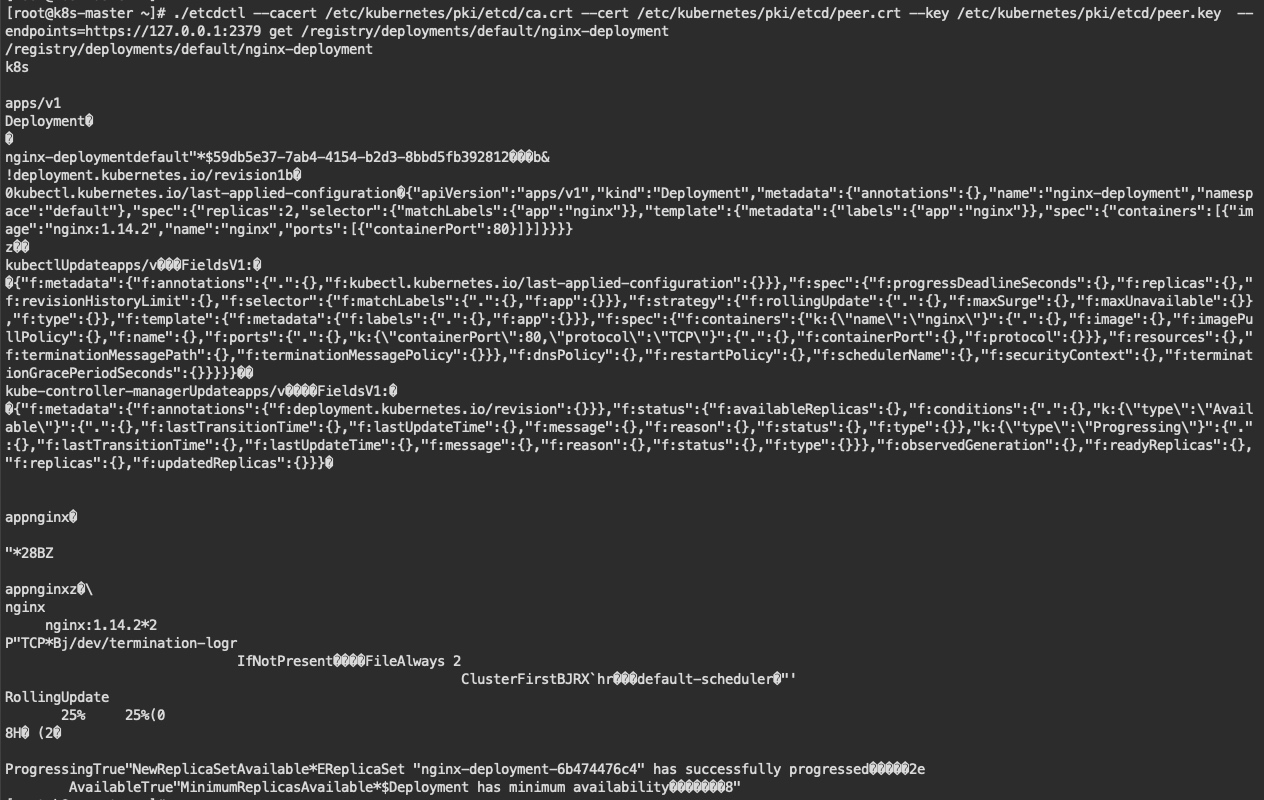 [root@k8s-master ~]# ./etcdctl --cacert /etc/kubernetes/pki/etcd/ca.crt --cert /etc/kubernetes/pki/etcd/peer.crt --key /etc/kubernetes/pki/etcd/peer.key  --
endpoints=https://127.0.0.1:2379 get /registry/deployments/default/nginx-deployment
/registry/deployments/default/nginx-deployment
k8s
apps/v1
Deployment�
�
nginx-deploymentdefault"*$59db5e37-7ab4-4154-b2d3-8bbd5fb392812���b&
!deployment.kubernetes.io/revision1b�
0kubectl.kubernetes.io/last-applied-configuration�{"apiVersion":"apps/v1","kind":"Deployment","metadata":{"annotations":{},"name":"nginx-deployment","namesp
ace":"default"},"spec":{"replicas":2,"selector":{"matchLabels":{"app":"nginx"}},"template":{"metadata":{"labels":{"app":"nginx"}},"spec":{"containers":[{"im
age":"nginx:1.14.2","name":"nginx","ports":[{"containerPort":80}]}]}}}}
z��
kubectlUpdateapps/v���FieldsV1:�
�{"f:metadata":{"f:annotations":{".":{},"f:kubectl.kubernetes.io/last-applied-configuration":{}}},"f:spec":{"f:progressDeadlineSeconds":{},"f:replicas":{},"
f:revisionHistoryLimit":{},"f:selector":{"f:matchLabels":{".":{},"f:app":{}}},"f:strategy":{"f:rollingUpdate":{".":{},"f:maxSurge":{},"f:maxUnavailable":{}}
,"f:type":{}},"f:template":{"f:metadata":{"f:labels":{".":{},"f:app":{}}},"f:spec":{"f:containers":{"k:{\"name\":\"nginx\"}":{".":{},"f:image":{},"f:imagePu
llPolicy":{},"f:name":{},"f:ports":{".":{},"k:{\"containerPort\":80,\"protocol\":\"TCP\"}":{".":{},"f:containerPort":{},"f:protocol":{}}},"f:resources":{},"
f:terminationMessagePath":{},"f:terminationMessagePolicy":{}}},"f:dnsPolicy":{},"f:restartPolicy":{},"f:schedulerName":{},"f:securityContext":{},"f:terminat
ionGracePeriodSeconds":{}}}}}��
kube-controller-managerUpdateapps/v����FieldsV1:�
�{"f:metadata":{"f:annotations":{"f:deployment.kubernetes.io/revision":{}}},"f:status":{"f:availableReplicas":{},"f:conditions":{".":{},"k:{\"type\":\"Avail
able\"}":{".":{},"f:lastTransitionTime":{},"f:lastUpdateTime":{},"f:message":{},"f:reason":{},"f:status":{},"f:type":{}},"k:{\"type\":\"Progressing\"}":{"."
:{},"f:lastTransitionTime":{},"f:lastUpdateTime":{},"f:message":{},"f:reason":{},"f:status":{},"f:type":{}}},"f:observedGeneration":{},"f:readyReplicas":{},
"f:replicas":{},"f:updatedReplicas":{}}}�
appnginx�
"*28BZ
appnginxz�\
nginx
nginx:1.14.2*2
P"TCP*Bj/dev/termination-logr
IfNotPresent����FileAlways 2
ClusterFirstBJRX`hr���default-scheduler�"'
RollingUpdate
25%     25%(0
8H� (2�
ProgressingTrue"NewReplicaSetAvailable*EReplicaSet "nginx-deployment-6b474476c4" has successfully progressed�����2e
AvailableTrue"MinimumReplicasAvailable*$Deployment has minimum availability�������8"